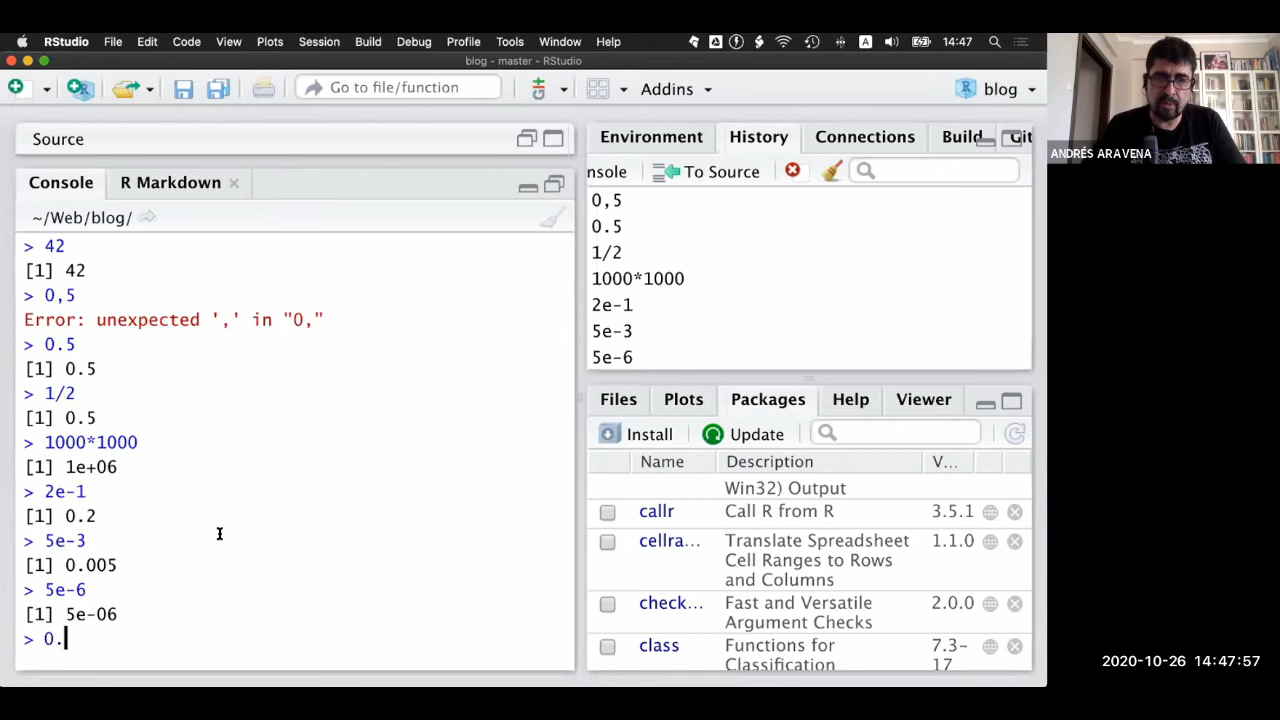 RStudio File Edit Code View Plots Session Build Debug Profile Tools Window Help A 14:47
blog - master - RStudio
Go to file/function Addins blog
Source
Console R Markdown
~/Web/blog/
> 42
[1] 42
> 0,5
Error: unexpected ',' in "0,"
> 0.5
[1] 0.5
> 1/2
[1] 0.5
> 1000*1000
[1] 1e+06
> 2e-1
[1] 0.2
> 5e-3
[1] 0.005
> 5e-6
[1] 5e-06
> 0.
Environment History Connections Build Git
nsole To Source
0,5
0.5
1/2
1000*1000
2e-1
5e-3
5e-6
Files Plots Packages Help Viewer
Install Update
Name Description V...
Win32) Output
callr Call R from R 3.5.1
cellra... Translate Spreadsheet 1.1.0
Cell Ranges to Rows
and Columns
check... Fast and Versatile 2.0.0
Argument Checks
class Functions for 7.3-
Classification 17
ANDRÉS ARAVENA
2020-10-26 14:47:57